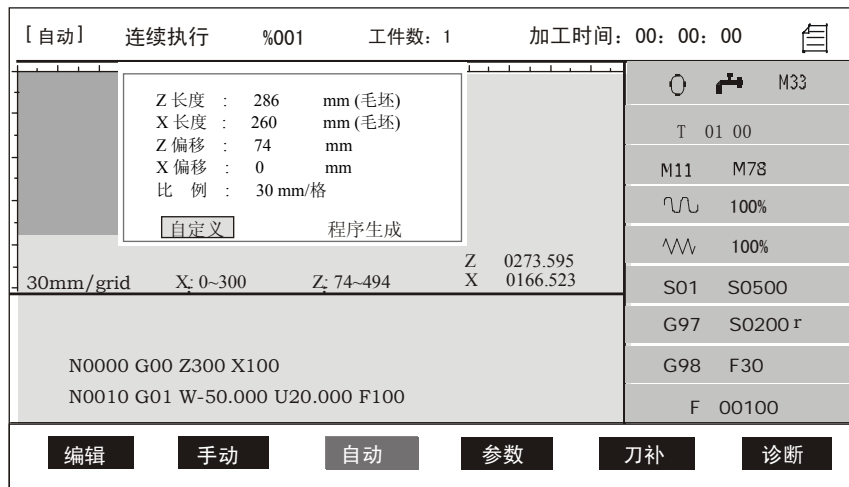 [自动] 连续执行 %001 工件数: 1 加工时间: 00: 00: 00
Z 长度 : 286 mm (毛坯)
X 长度 : 260 mm (毛坯)
Z 偏移 : 74 mm
X 偏移 : 0 mm
比 例 : 30 mm/格
自定义 程序生成
Z 0273.595
X 0166.523
30mm/grid X: 0~300 Z: 74~494
N0000 G00 Z300 X100
N0010 G01 W-50.000 U20.000 F100
M33
T 01 00
M11 M78
100%
100%
S01 S0500
G97 S0200 r
G98 F30
F 00100
编辑 手动 自动 参数 刀补 诊断